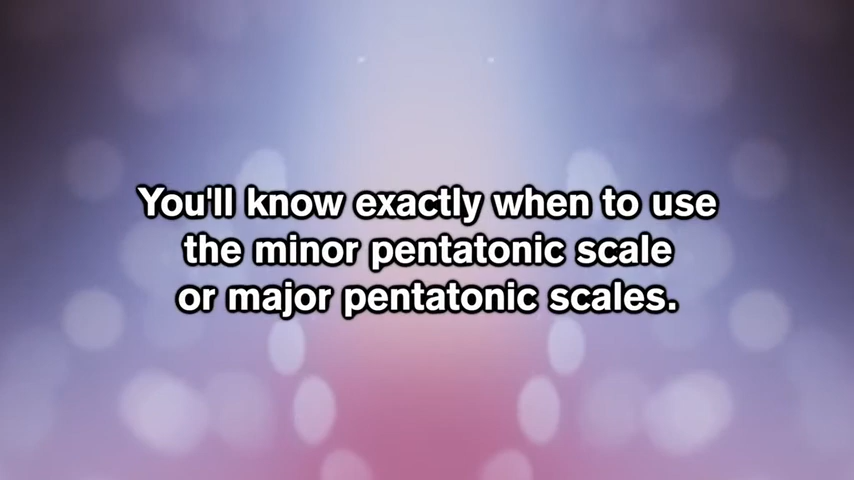 You'll know exactly when to use
the minor pentatonic scale
or major pentatonic scales.